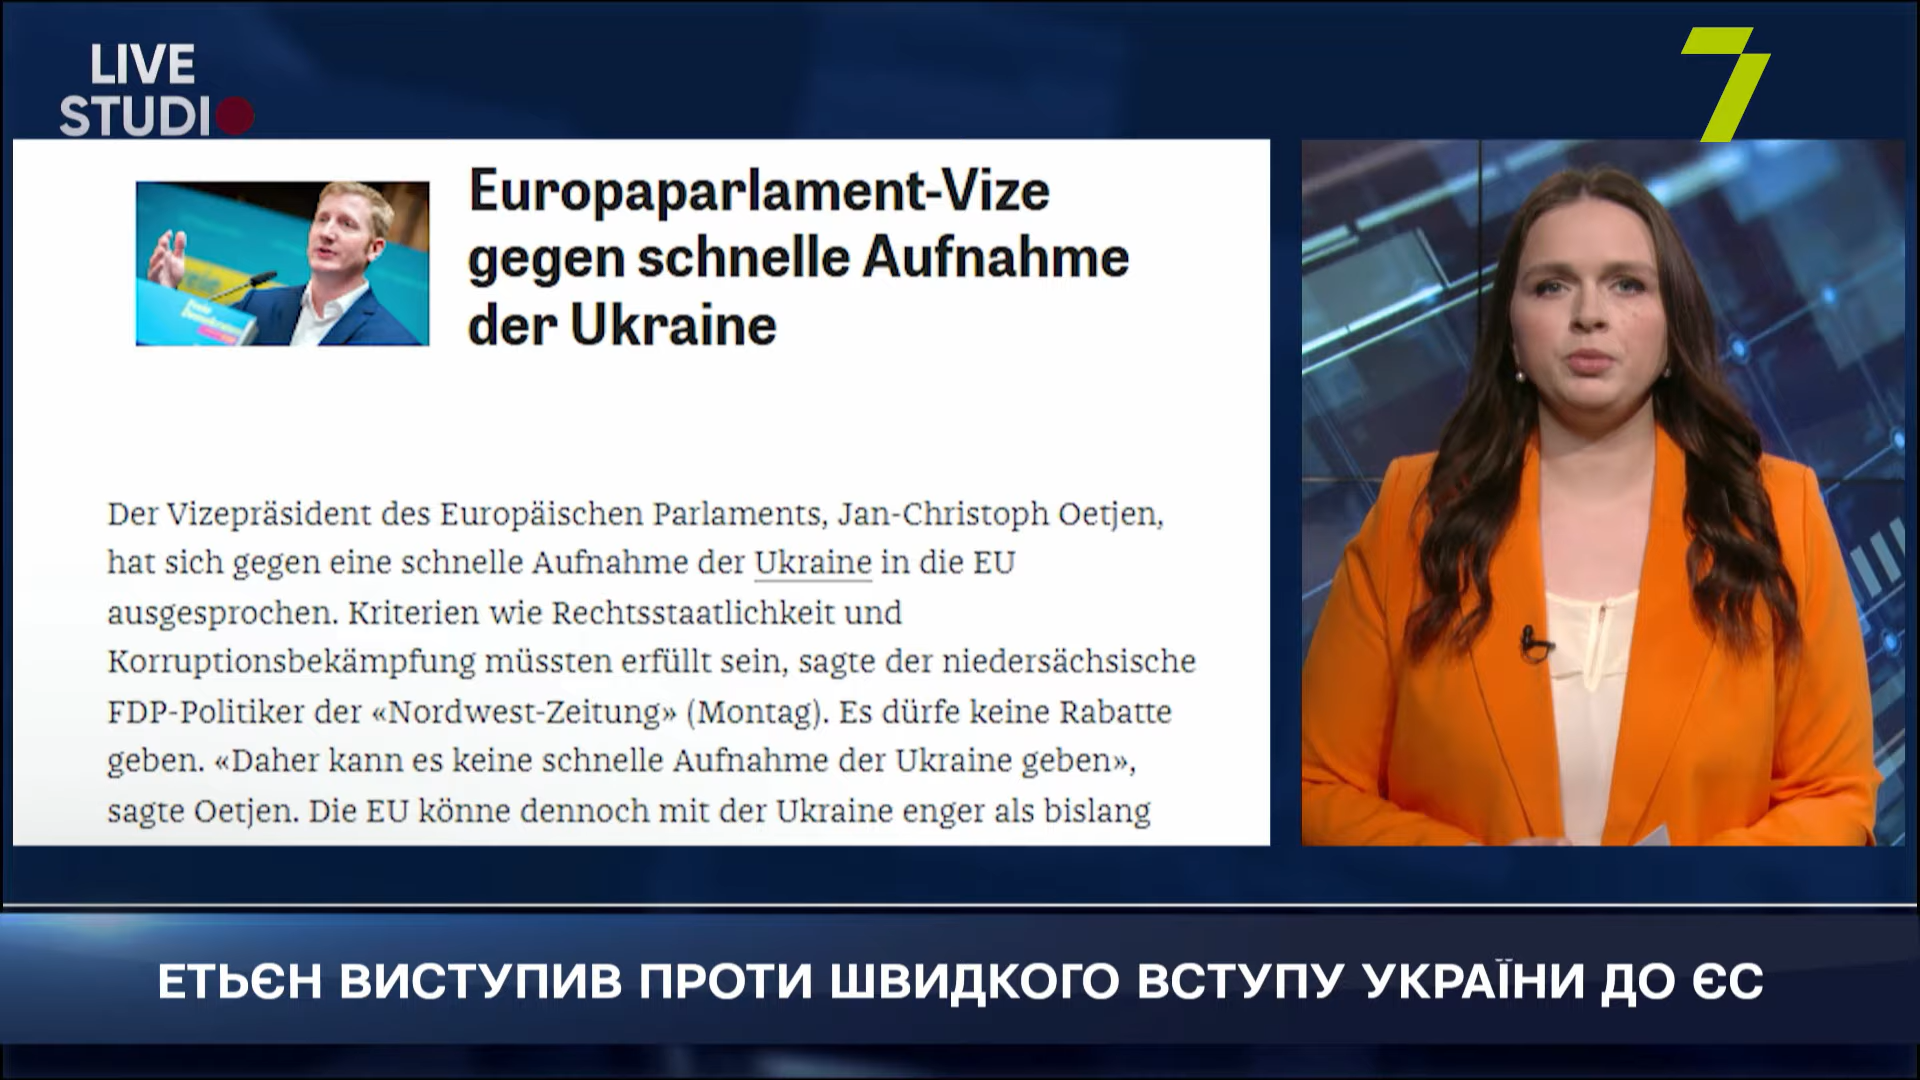 LIVE
STUDIO
7
Europaparlament-Vize
gegen schnelle Aufnahme
der Ukraine
Freie
Demokraten
Der Vizepräsident des Europäischen Parlaments, Jan-Christoph Oetjen,
hat sich gegen eine schnelle Aufnahme der Ukraine in die EU
ausgesprochen. Kriterien wie Rechtsstaatlichkeit und
Korruptionsbekämpfung müssten erfüllt sein, sagte der niedersächsische
FDP-Politiker der «Nordwest-Zeitung» (Montag). Es dürfe keine Rabatte
geben. «Daher kann es keine schnelle Aufnahme der Ukraine geben»,
sagte Oetjen. Die EU könne dennoch mit der Ukraine enger als bislang
ЕТЬЄН ВИСТУПИВ ПРОТИ ШВИДКОГО ВСТУПУ УКРАЇНИ ДО ЄС